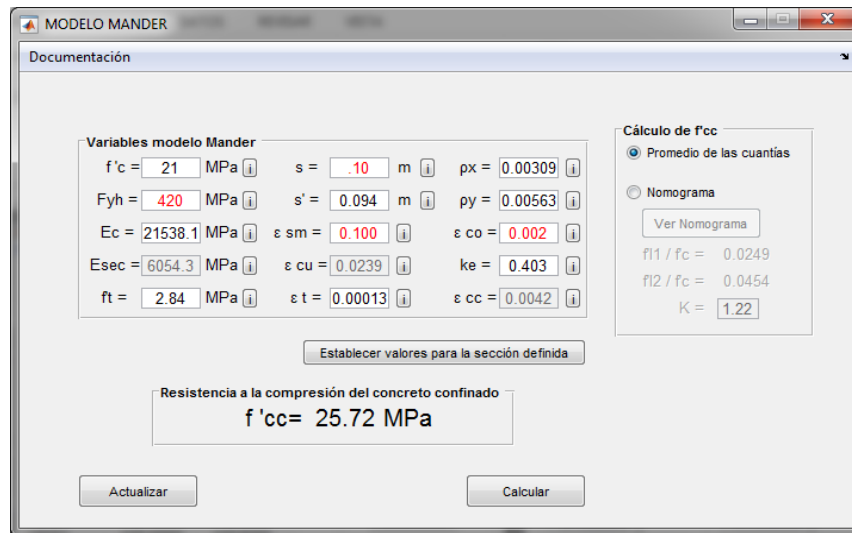 MODELO MANDER
Documentación
Variables modelo Mander
f 'c = 21 MPa i s = .10 m i ρx = 0.00309 i
Fyh = 420 MPa i s' = 0.094 m i ρy = 0.00563 i
Ec = 21538.1 MPa i ε sm = 0.100 i ε co = 0.002 i
Esec = 6054.3 MPa i ε cu = 0.0239 i ke = 0.403 i
ft = 2.84 MPa i ε t = 0.00013 i ε cc = 0.0042 i
Cálculo de f'cc
Promedio de las cuantías
Nomograma
Ver Nomograma
fl1 / fc = 0.0249
fl2 / fc = 0.0454
K = 1.22
Establecer valores para la sección definida
Resistencia a la compresión del concreto confinado
f 'cc= 25.72 MPa
Actualizar
Calcular